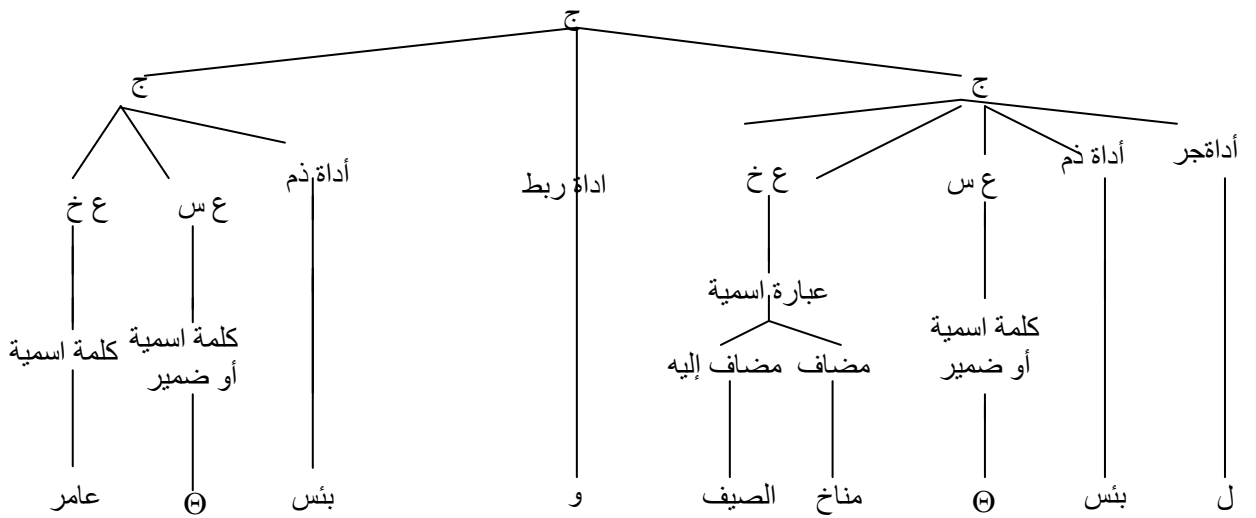 ج
ج
ج
أداةجر
أداة ذم
ع س
ع خ
اداة ربط
أداة ذم
ع س
ع خ
عبارة اسمية
كلمة اسمية
أو ضمير
مضاف
مضاف إليه
كلمة اسمية
أو ضمير
كلمة اسمية
ل
بئس
Θ
مناخ
الصيف
و
بئس
Θ
عامر